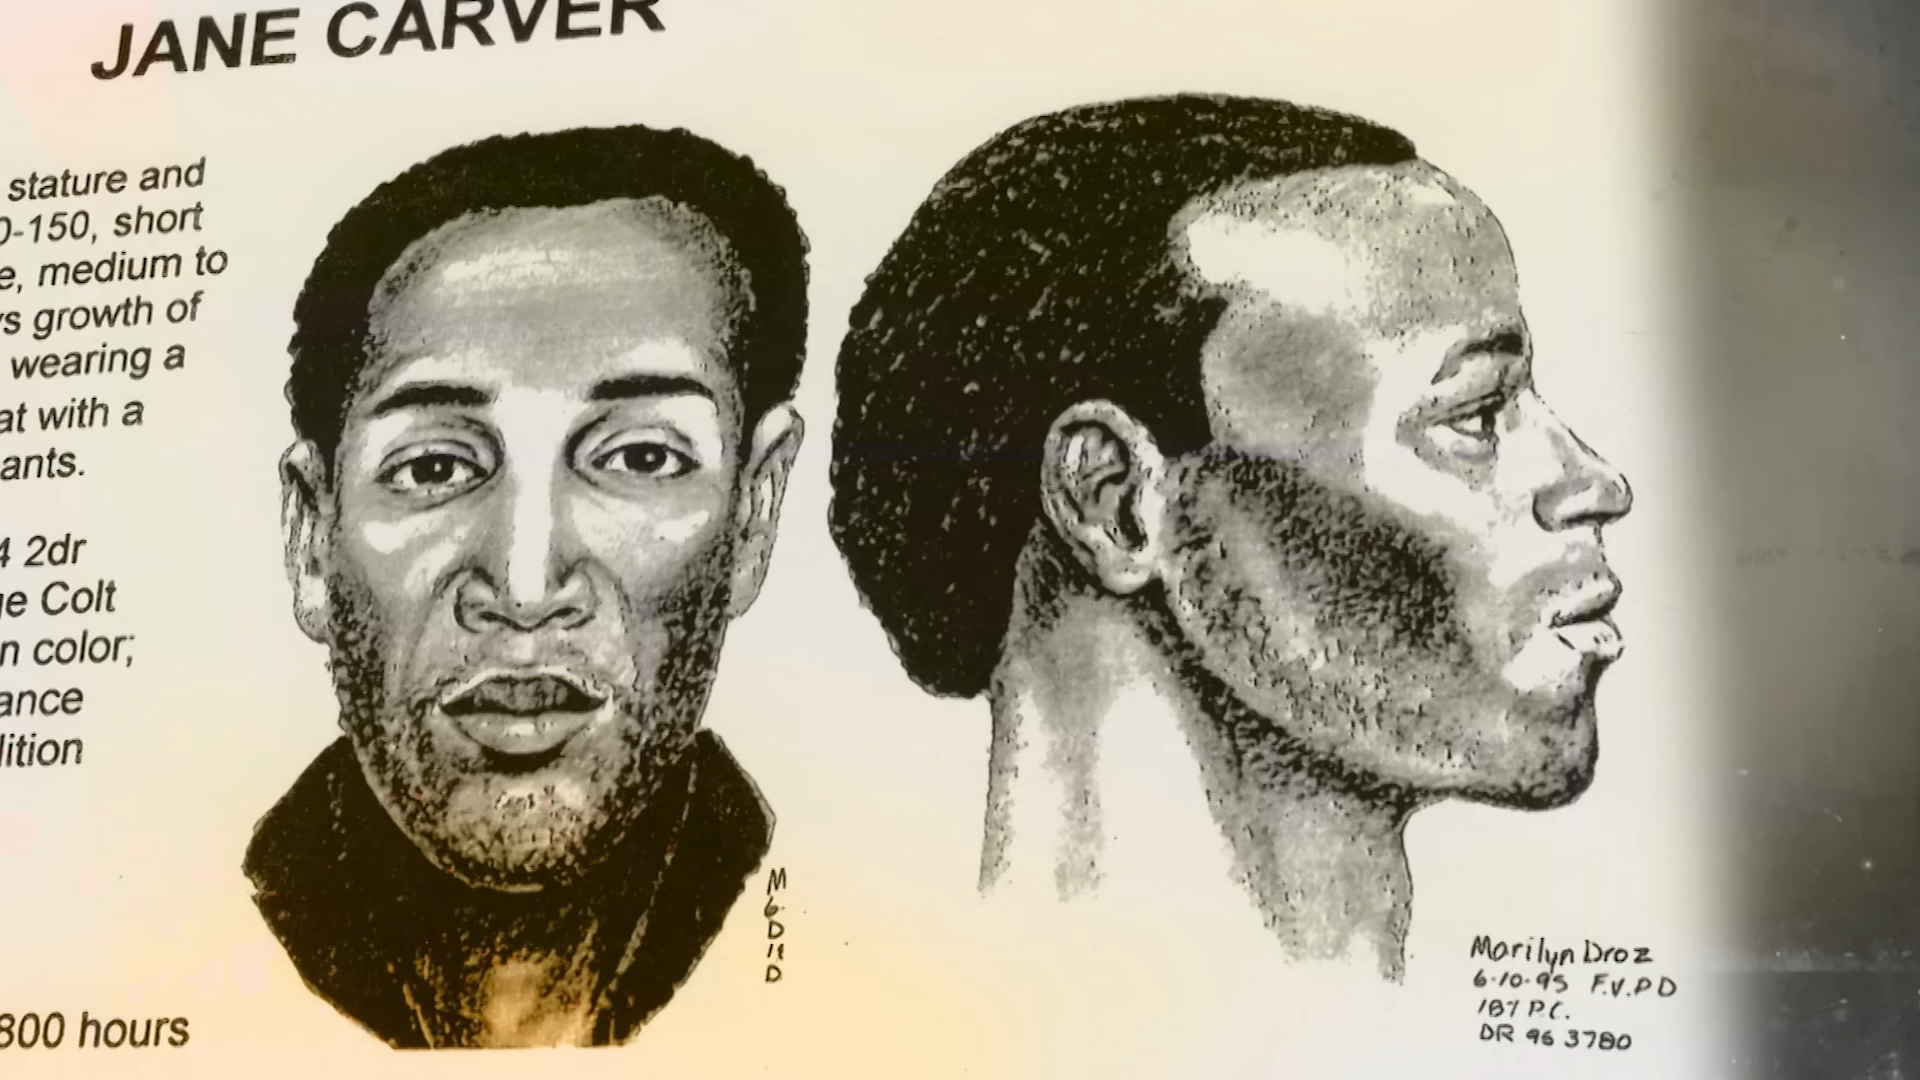 JANE CARVER
stature and
0-150, short
e, medium to
growth of
wearing a
at with a
ants.
4 2dr
ge Colt
n color;
ance
lition
800 hours
M
6
D
D
Marilyn Droz
6-10-95 F.V.P D
187 P.C.
DR 95 3780